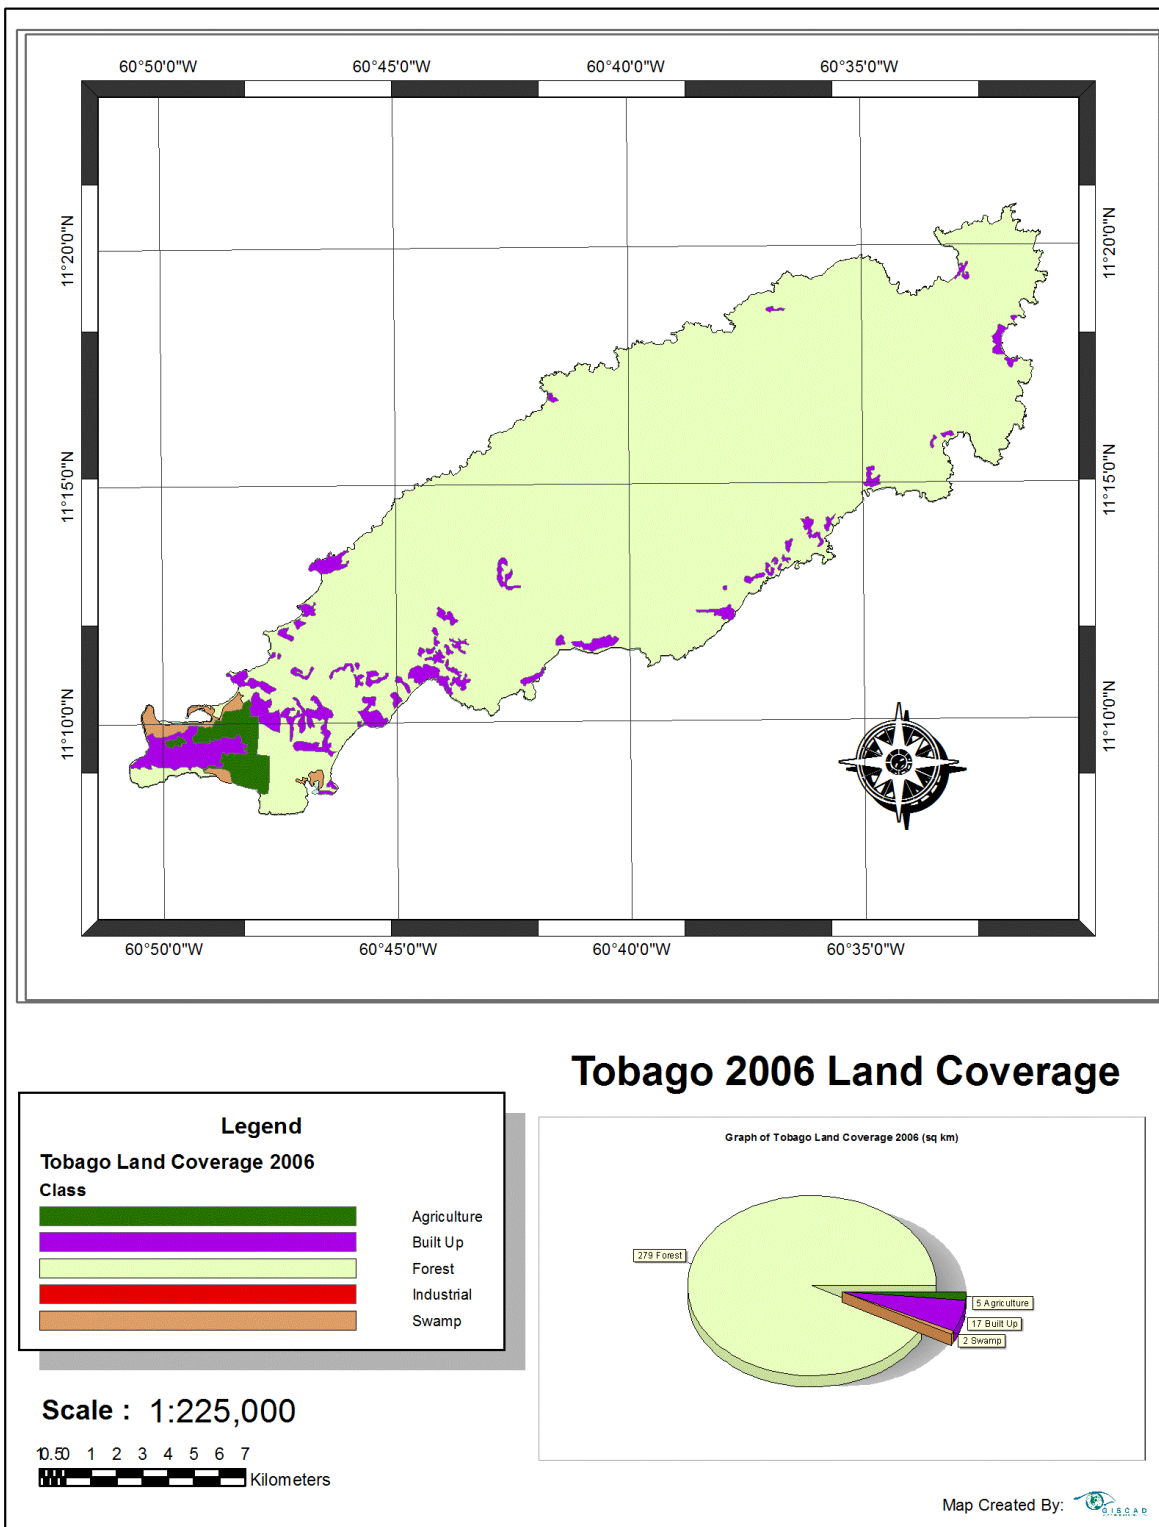 60°50'0"W 60°45'0"W 60°40'0"W 60°35'0"W
11°20'0"N 11°20'0"N
11°15'0"N 11°15'0"N
11°10'0"N 11°10'0"N
60°50'0"W 60°45'0"W 60°40'0"W 60°35'0"W
Tobago 2006 Land Coverage
Legend
Tobago Land Coverage 2006
Class
Agriculture
Built Up
Forest
Industrial
Swamp
Graph of Tobago Land Coverage 2006 (sq km)
279 Forest
5 Agriculture
17 Built Up
2 Swamp
Scale : 1:225,000
1 0.5 0 1 2 3 4 5 6 7
Kilometers
Map Created By:
GISCAD